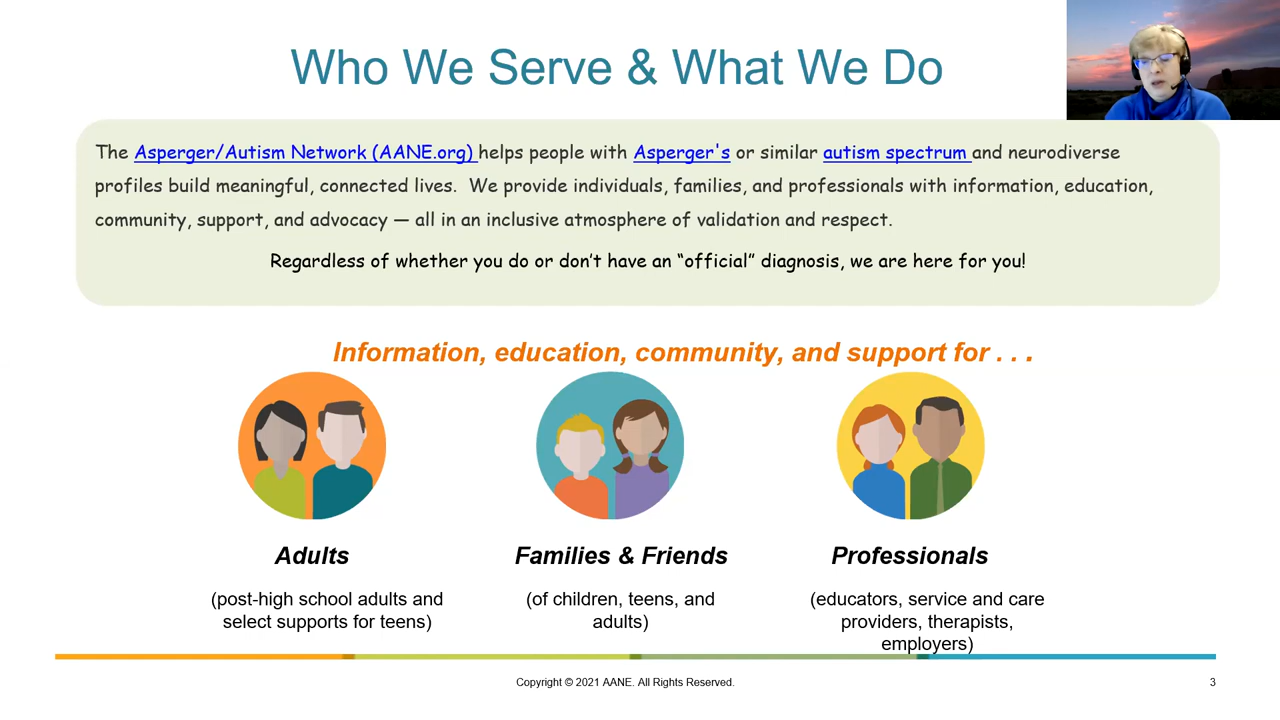 Who We Serve & What We Do
The Asperger/Autism Network (AANE.org) helps people with Asperger's or similar autism spectrum and neurodiverse
profiles build meaningful, connected lives.  We provide individuals, families, and professionals with information, education,
community, support, and advocacy — all in an inclusive atmosphere of validation and respect.
Regardless of whether you do or don’t have an “official” diagnosis, we are here for you!
Information, education, community, and support for . . .
Adults
(post-high school adults and
select supports for teens)
Families & Friends
(of children, teens, and
adults)
Professionals
(educators, service and care
providers, therapists,
employers)
Copyright © 2021 AANE. All Rights Reserved.
3